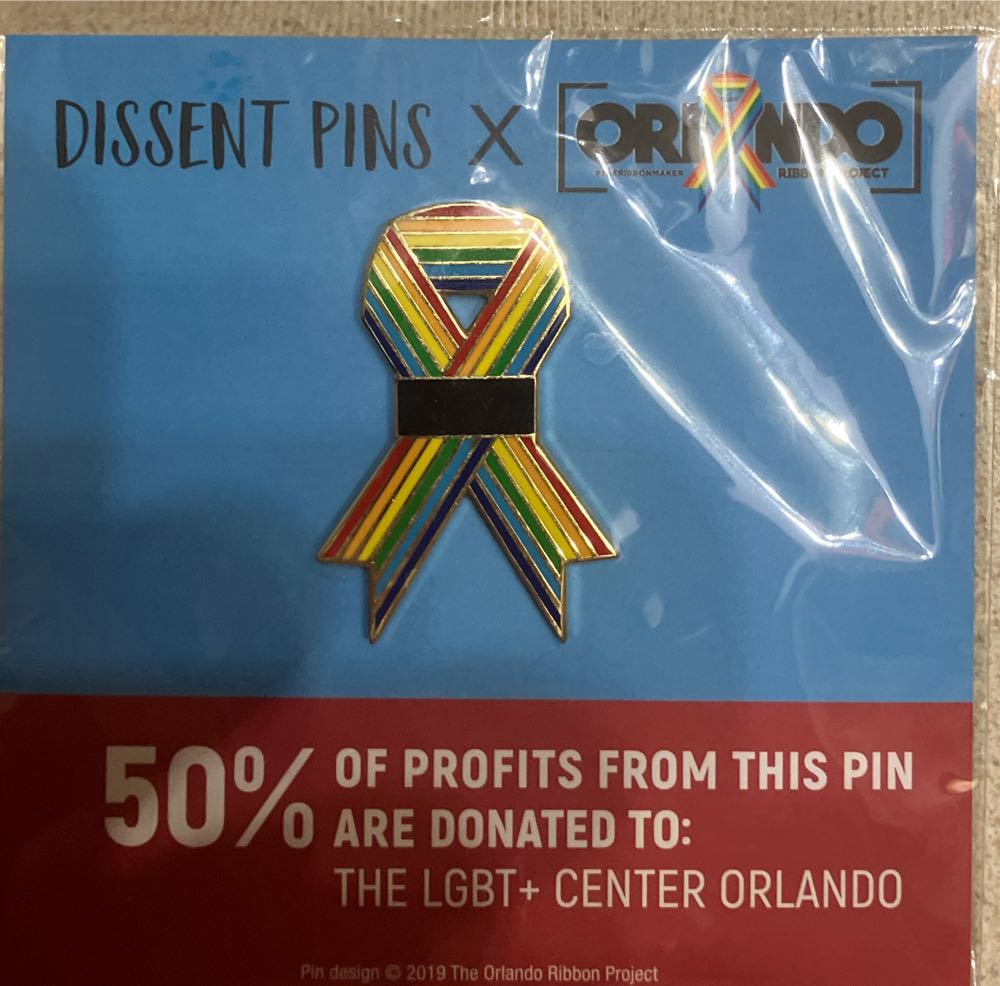 DISSENT PINS X [ORLANDO]
RIBBON PROJECT
50% OF PROFITS FROM THIS PIN
ARE DONATED TO:
THE LGBT+ CENTER ORLANDO
Pin design © 2019 The Orlando Ribbon Project